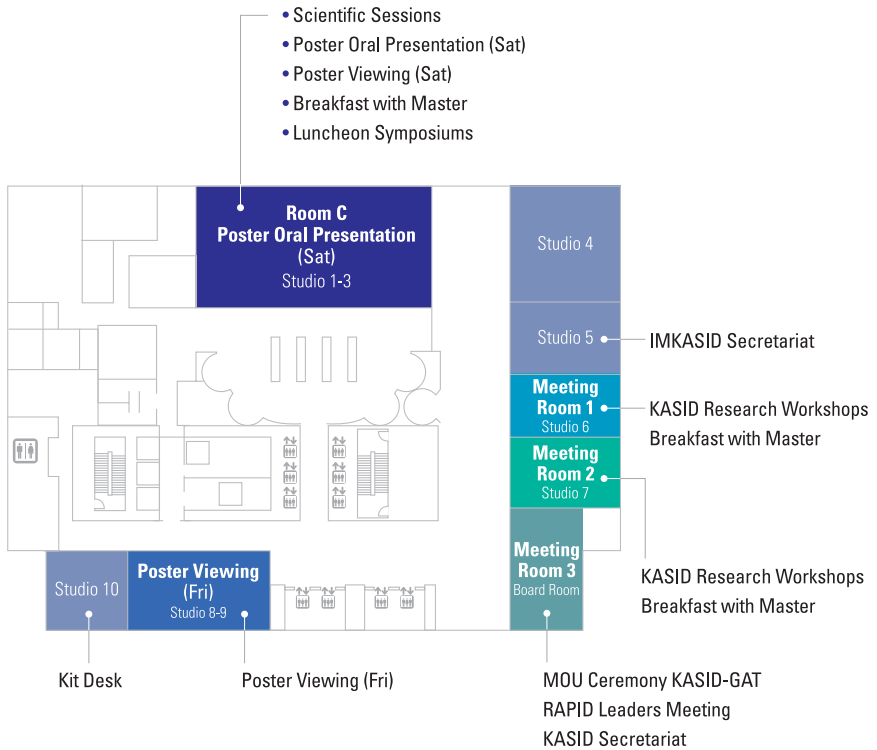 • Scientific Sessions
• Poster Oral Presentation (Sat)
• Poster Viewing (Sat)
• Breakfast with Master
• Luncheon Symposiums
Room C
Poster Oral Presentation
(Sat)
Studio 1-3
Studio 4
Studio 5
IMKASID Secretariat
Meeting
Room 1
Studio 6
KASID Research Workshops
Breakfast with Master
Meeting
Room 2
Studio 7
KASID Research Workshops
Breakfast with Master
Meeting
Room 3
Board Room
MOU Ceremony KASID-GAT
RAPID Leaders Meeting
KASID Secretariat
Studio 10
Kit Desk
Poster Viewing
(Fri)
Studio 8-9
Poster Viewing (Fri)